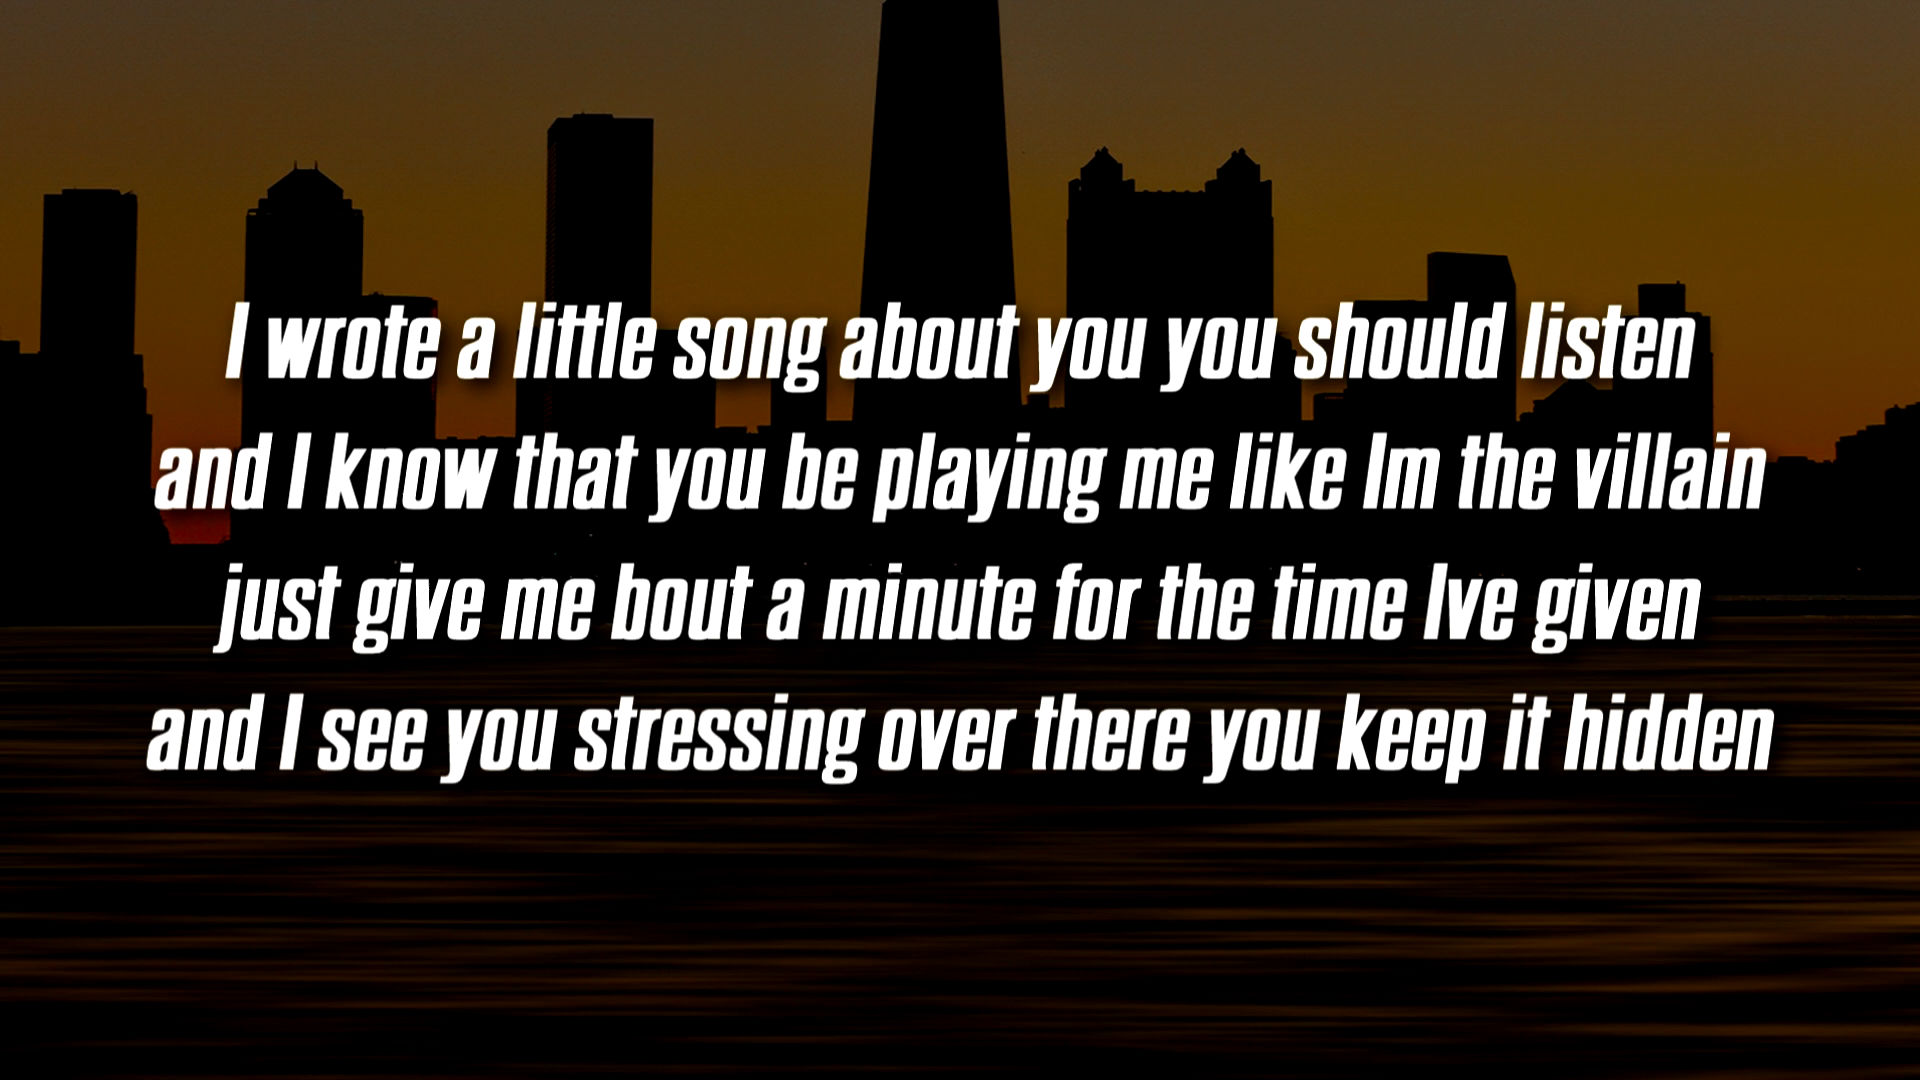 I wrote a little song about you you should listen
and I know that you be playing me like Im the villain
just give me bout a minute for the time Ive given
and I see you stressing over there you keep it hidden